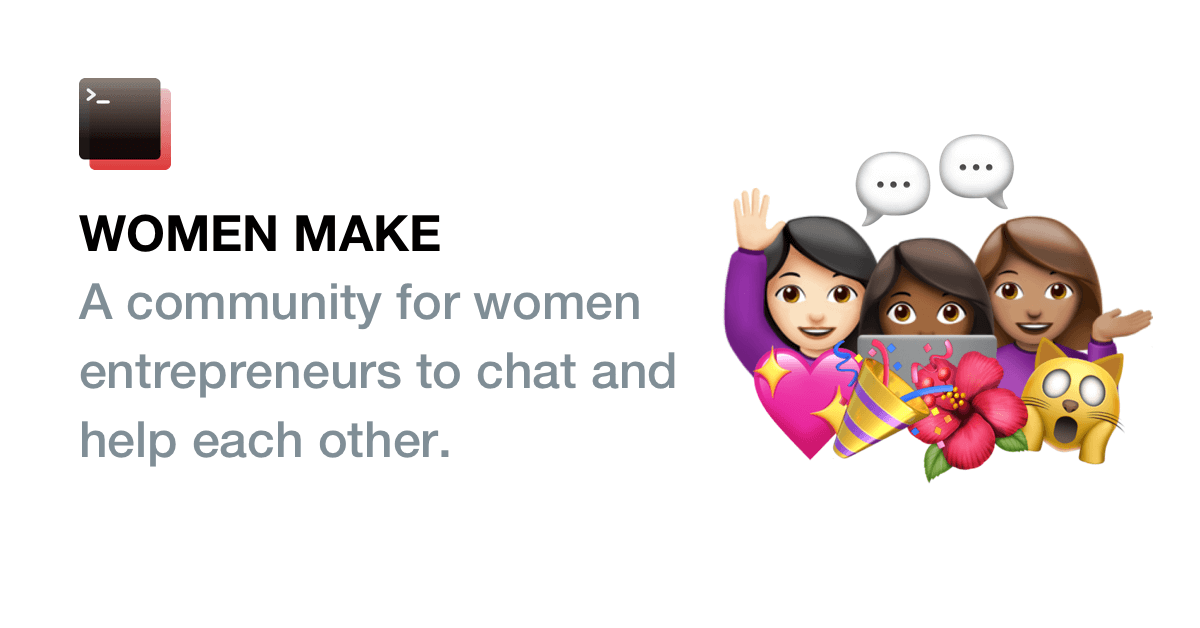 >_
WOMEN MAKE
A community for women
entrepreneurs to chat and
help each other.